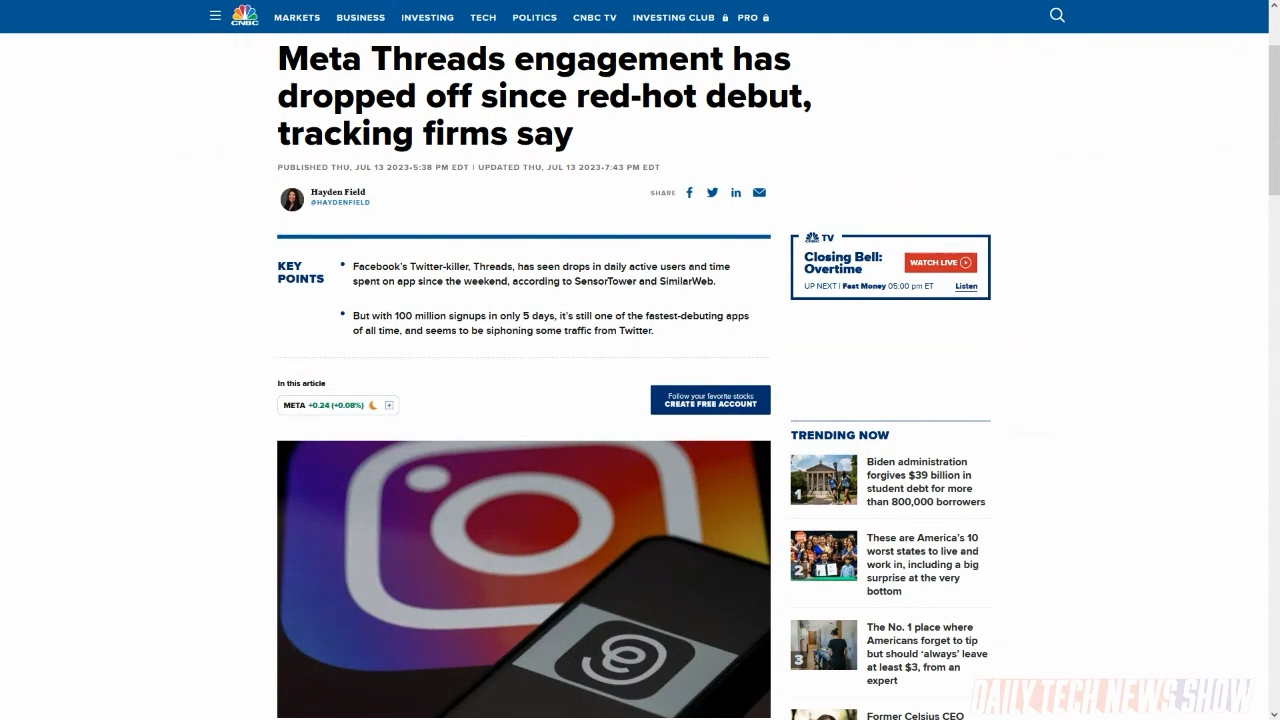 CNBC
MARKETS BUSINESS INVESTING TECH POLITICS CNBC TV INVESTING CLUB PRO
Meta Threads engagement has
dropped off since red-hot debut,
tracking firms say
PUBLISHED THU, JUL 13 2023•5:38 PM EDT | UPDATED THU, JUL 13 2023•7:43 PM EDT
Hayden Field
@HAYDENFIELD
SHARE
KEY
POINTS
• Facebook's Twitter-killer, Threads, has seen drops in daily active users and time
spent on app since the weekend, according to SensorTower and SimilarWeb.
• But with 100 million signups in only 5 days, it's still one of the fastest-debuting apps
of all time, and seems to be siphoning some traffic from Twitter.
In this article
META +0.24 (+0.08%)
Follow your favorite stocks
CREATE FREE ACCOUNT
TV
Closing Bell:
Overtime
WATCH LIVE
UP NEXT | Fast Money 05:00 pm ET
Listen
TRENDING NOW
1
Biden administration
forgives $39 billion in
student debt for more
than 800,000 borrowers
2
These are America's 10
worst states to live and
work in, including a big
surprise at the very
bottom
3
The No. 1 place where
Americans forget to tip
but should 'always' leave
at least $3, from an
expert
Former Celsius CEO
DAILY TECH NEWS SHOW